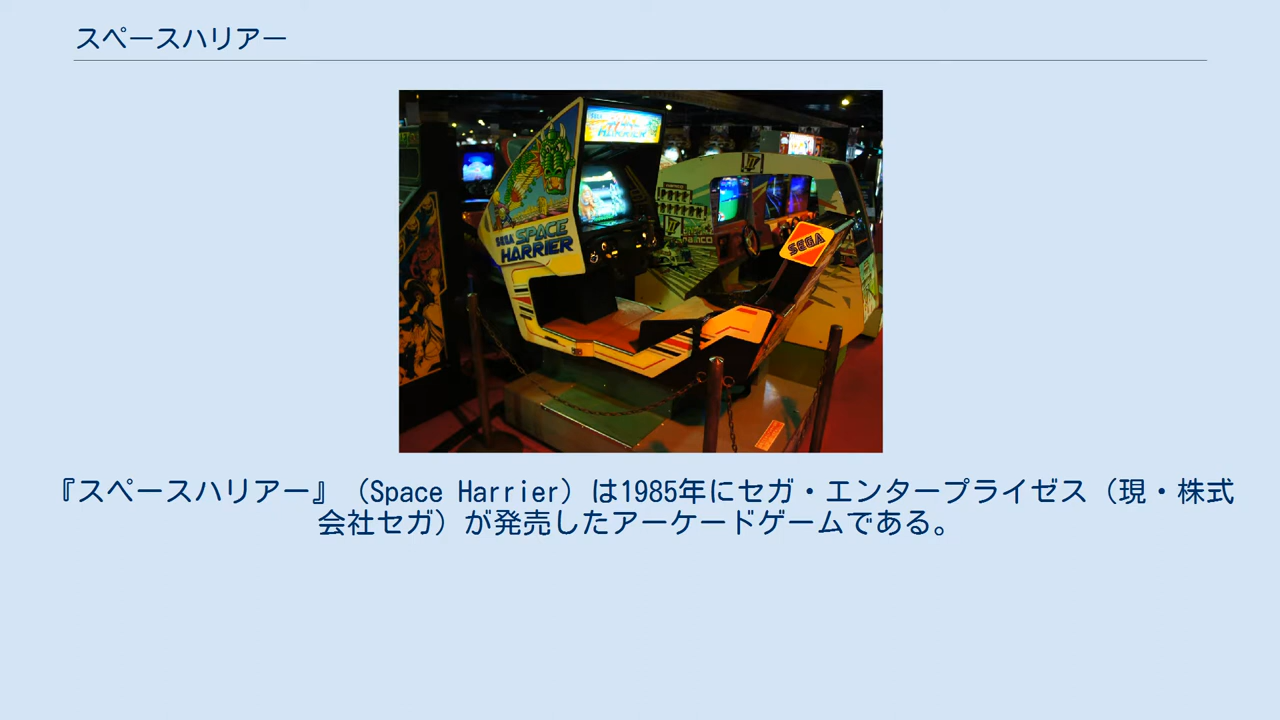 スペースハリアー
SEGA SPACE HARRIER
SEGA
namco
『スペースハリアー』（Space Harrier）は1985年にセガ・エンタープライゼス（現・株式
会社セガ）が発売したアーケードゲームである。